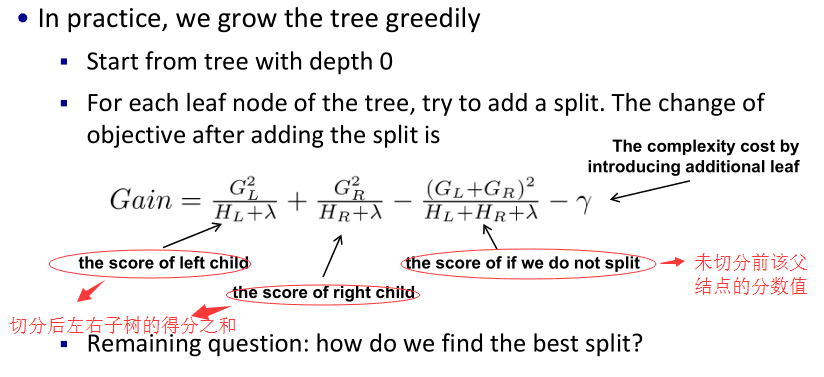 • In practice, we grow the tree greedily
▪ Start from tree with depth 0
▪ For each leaf node of the tree, try to add a split. The change of
objective after adding the split is
The complexity cost by
introducing additional leaf
Gain = \frac{G_L^2}{H_L+λ} + \frac{G_R^2}{H_R+λ} − \frac{(G_L+G_R)^2}{H_L+H_R+λ} − γ
the score of left child
the score of if we do not split
未切分前该父
结点的分数值
the score of right child
切分后左右子树的得分之和
▪ Remaining question: how do we find the best split?